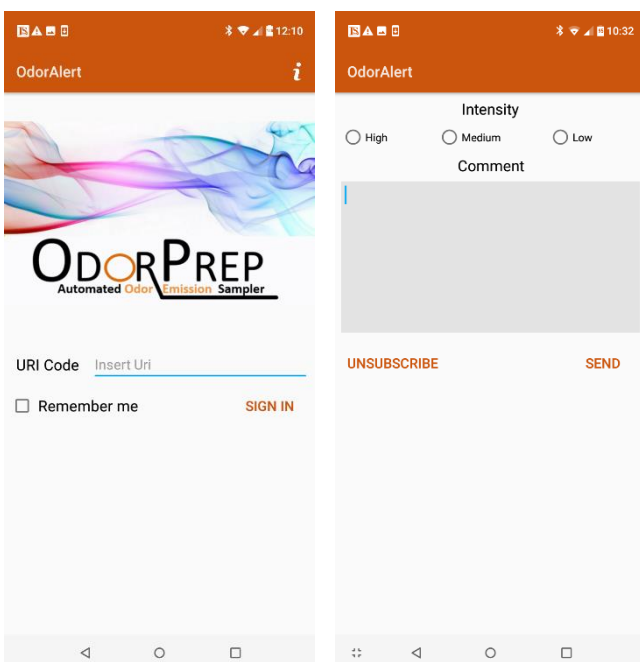 12:10
OdorAlert
i
ODORPREP
Automated Odor Emission Sampler
URI Code Insert Uri
Remember me SIGN IN
10:32
OdorAlert
Intensity
High Medium Low
Comment
UNSUBSCRIBE SEND